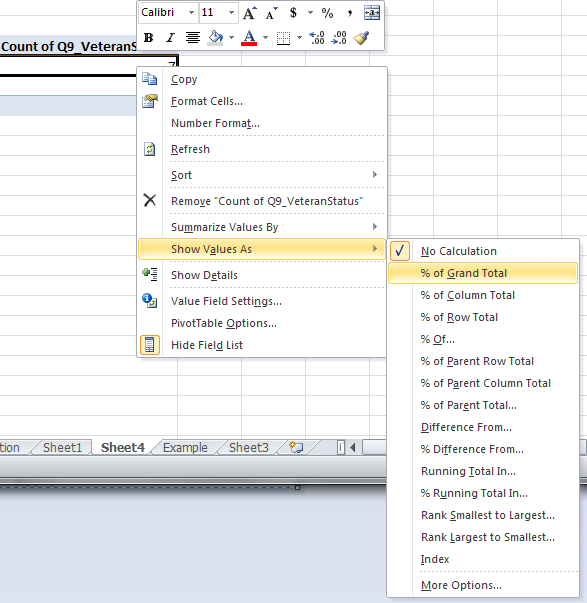 Calibri 11 A A $ % ,
B I A .00 .00
Count of Q9_VeteranS
7
Copy
Format Cells...
Number Format...
Refresh
Sort
Remove "Count of Q9_VeteranStatus"
Summarize Values By
Show Values As
Show Details
Value Field Settings...
PivotTable Options...
Hide Field List
No Calculation
% of Grand Total
% of Column Total
% of Row Total
% Of...
% of Parent Row Total
% of Parent Column Total
% of Parent Total...
Difference From...
% Difference From...
Running Total In...
% Running Total In...
Rank Smallest to Largest...
Rank Largest to Smallest...
Index
More Options...
tion Sheet1 Sheet4 Example Sheet3